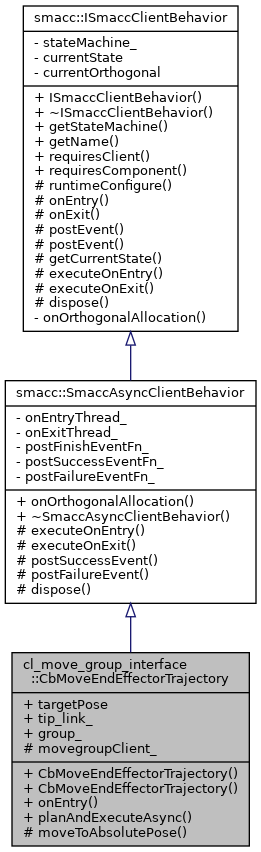 smacc::ISmaccClientBehavior
- stateMachine_
- currentState
- currentOrthogonal
+ ISmaccClientBehavior()
+ ~ISmaccClientBehavior()
+ getStateMachine()
+ getName()
+ requiresClient()
+ requiresComponent()
# runtimeConfigure()
# onEntry()
# onExit()
# postEvent()
# postEvent()
# getCurrentState()
# executeOnEntry()
# executeOnExit()
# dispose()
- onOrthogonalAllocation()
smacc::SmaccAsyncClientBehavior
- onEntryThread_
- onExitThread_
- postFinishEventFn_
- postSuccessEventFn_
- postFailureEventFn_
+ onOrthogonalAllocation()
+ ~SmaccAsyncClientBehavior()
# executeOnEntry()
# executeOnExit()
# postSuccessEvent()
# postFailureEvent()
# dispose()
cl_move_group_interface
::CbMoveEndEffectorTrajectory
+ targetPose
+ tip_link_
+ group_
# movegroupClient_
+ CbMoveEndEffectorTrajectory()
+ CbMoveEndEffectorTrajectory()
+ onEntry()
+ planAndExecuteAsync()
# moveToAbsolutePose()